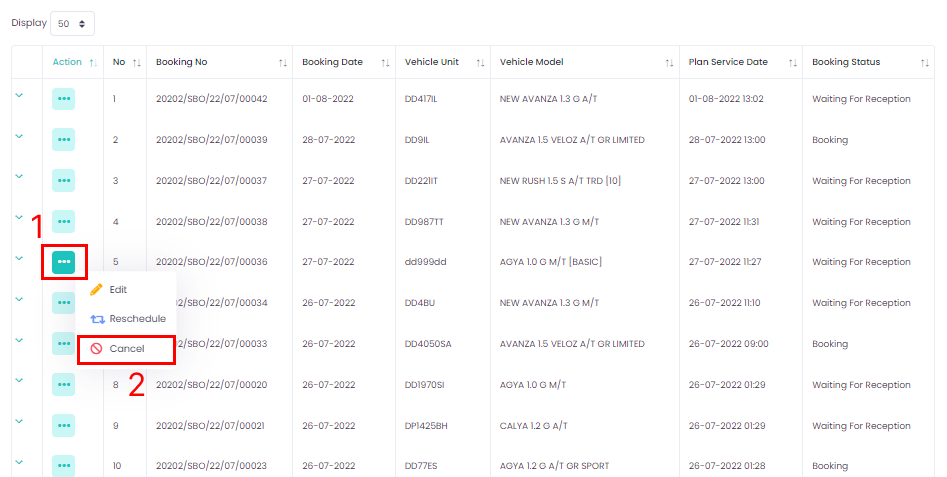 Display 50
Action No Booking No Booking Date Vehicle Unit Vehicle Model Plan Service Date Booking Status
1 20202/SBO/22/07/00042 01-08-2022 DD417IL NEW AVANZA 1.3 G A/T 01-08-2022 13:02 Waiting For Reception
2 20202/SBO/22/07/00039 28-07-2022 DD9IL AVANZA 1.5 VELOZ A/T GR LIMITED 28-07-2022 13:00 Booking
3 20202/SBO/22/07/00037 27-07-2022 DD221IT NEW RUSH 1.5 S A/T TRD [10] 27-07-2022 13:00 Waiting For Reception
4 20202/SBO/22/07/00038 27-07-2022 DD987TT NEW AVANZA 1.3 G M/T 27-07-2022 11:31 Waiting For Reception
1
5 20202/SBO/22/07/00036 27-07-2022 dd999dd AGYA 1.0 G M/T [BASIC] 27-07-2022 11:27 Waiting For Reception
Edit
/SBO/22/07/00034 26-07-2022 DD4BU NEW AVANZA 1.3 G M/T 26-07-2022 11:10 Waiting For Reception
Reschedule
/SBO/22/07/00033 26-07-2022 DD4050SA AVANZA 1.5 VELOZ A/T GR LIMITED 26-07-2022 09:00 Booking
Cancel
2
8 20202/SBO/22/07/00020 26-07-2022 DD1970SI AGYA 1.0 G M/T 26-07-2022 01:29 Waiting For Reception
9 20202/SBO/22/07/00021 26-07-2022 DP1425BH CALYA 1.2 G A/T 26-07-2022 01:29 Waiting For Reception
10 20202/SBO/22/07/00023 26-07-2022 DD77ES AGYA 1.2 G A/T GR SPORT 26-07-2022 01:28 Booking